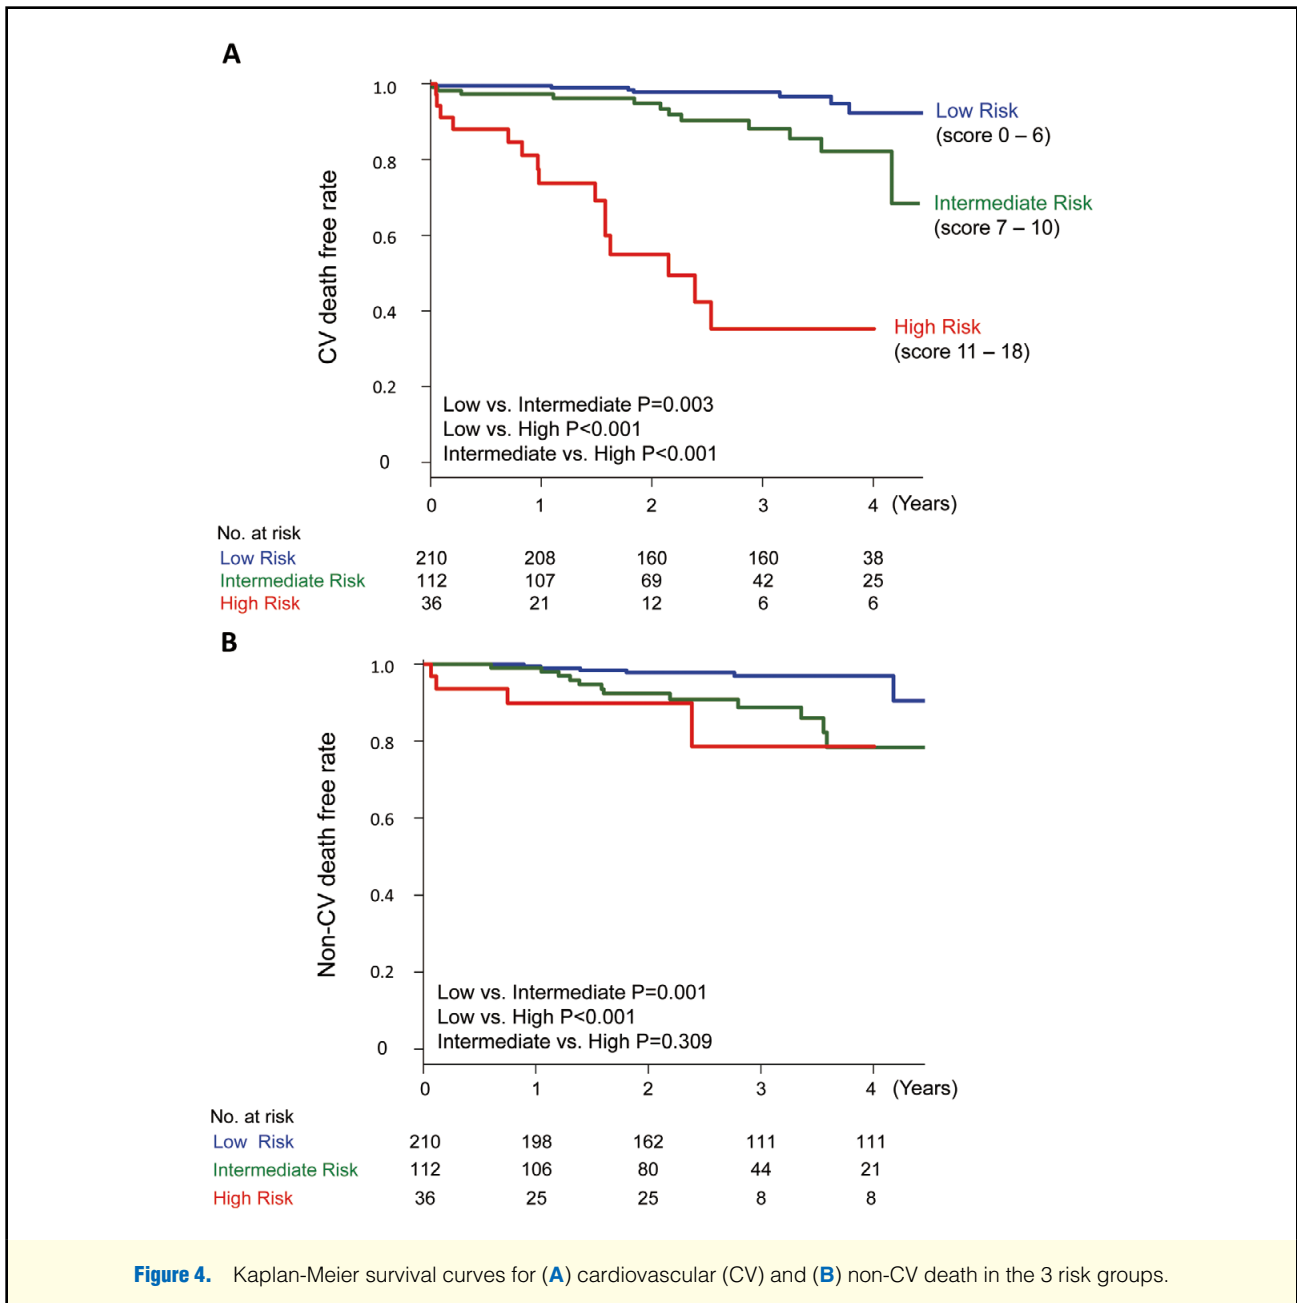 A
1.0
0.8
0.6
0.4
0.2
0
CV death free rate
Low Risk
(score 0 – 6)
Intermediate Risk
(score 7 – 10)
High Risk
(score 11 – 18)
Low vs. Intermediate P=0.003
Low vs. High P<0.001
Intermediate vs. High P<0.001
0 1 2 3 4 (Years)
No. at risk
Low Risk 210 208 160 160 38
Intermediate Risk 112 107 69 42 25
High Risk 36 21 12 6 6
B
1.0
0.8
0.6
0.4
0.2
0
Non-CV death free rate
Low vs. Intermediate P=0.001
Low vs. High P<0.001
Intermediate vs. High P=0.309
0 1 2 3 4 (Years)
No. at risk
Low Risk 210 198 162 111 111
Intermediate Risk 112 106 80 44 21
High Risk 36 25 25 8 8
Figure 4. Kaplan-Meier survival curves for (A) cardiovascular (CV) and (B) non-CV death in the 3 risk groups.